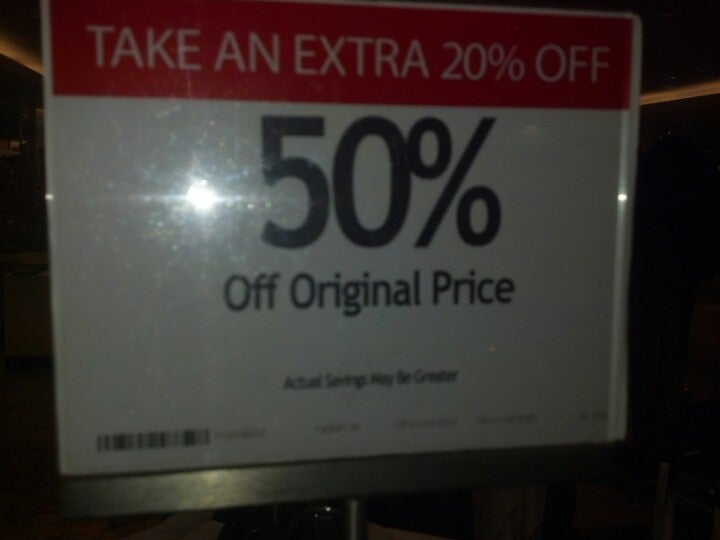 TAKE AN EXTRA 20% OFF
50%
Off Original Price
Actual Savings May Be Greater